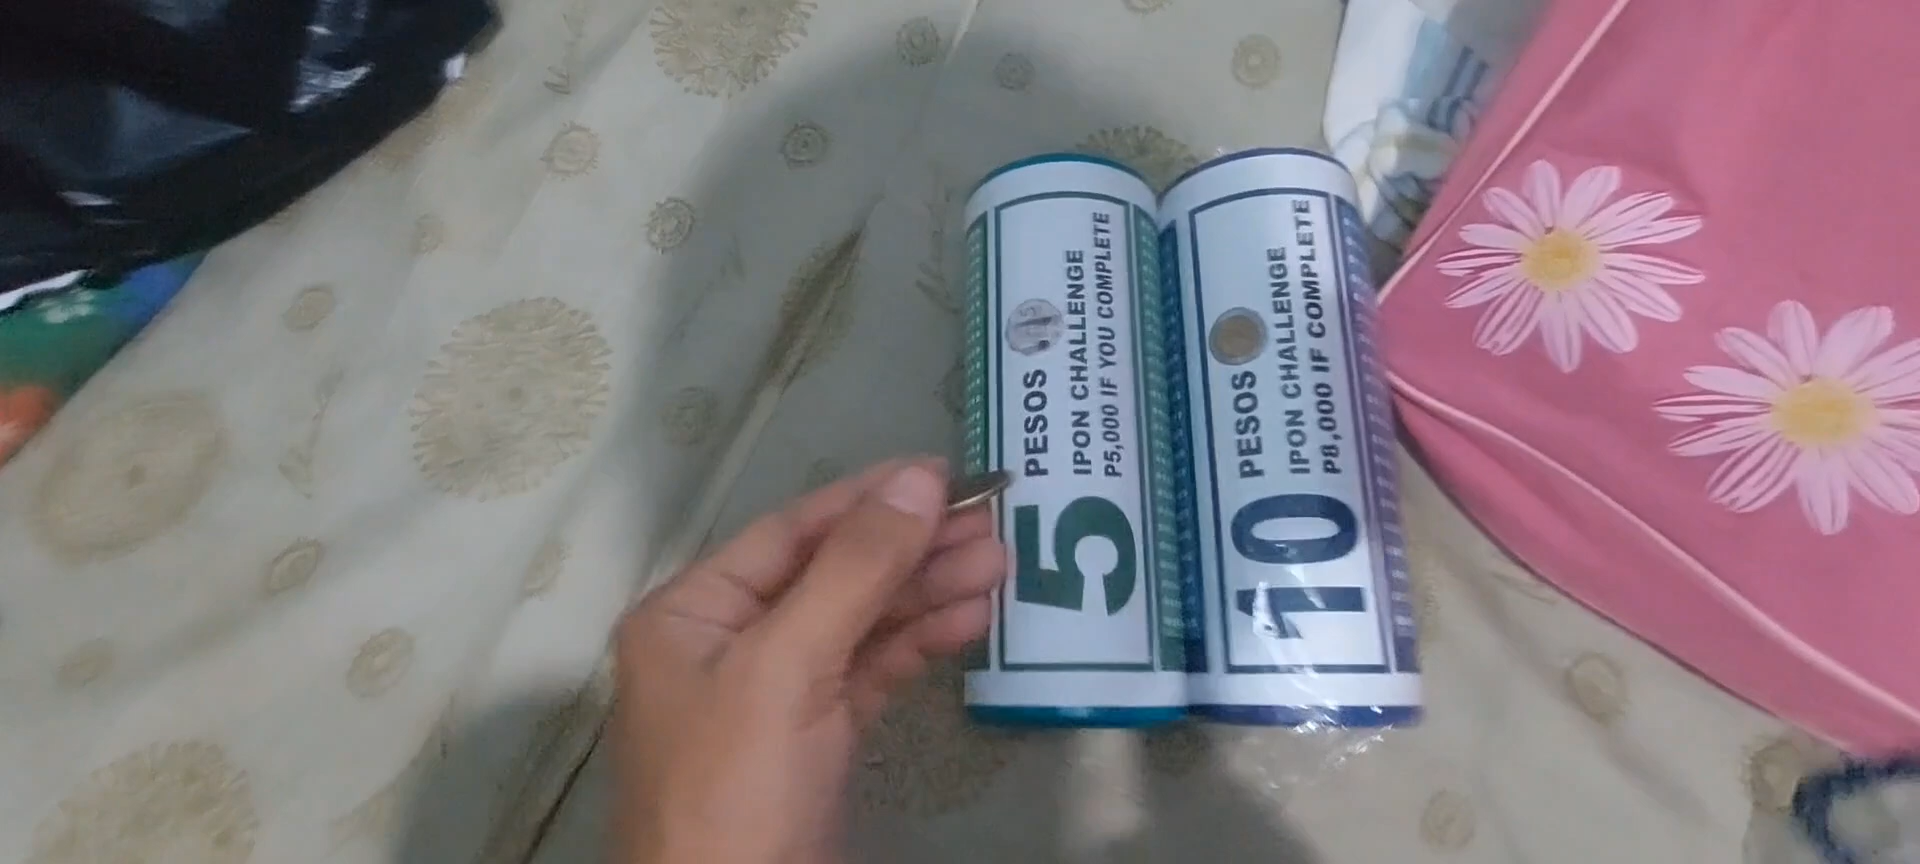 5 PESOS
IPON CHALLENGE
P5,000 IF YOU COMPLETE
10 PESOS
IPON CHALLENGE
P8,000 IF COMPLETE